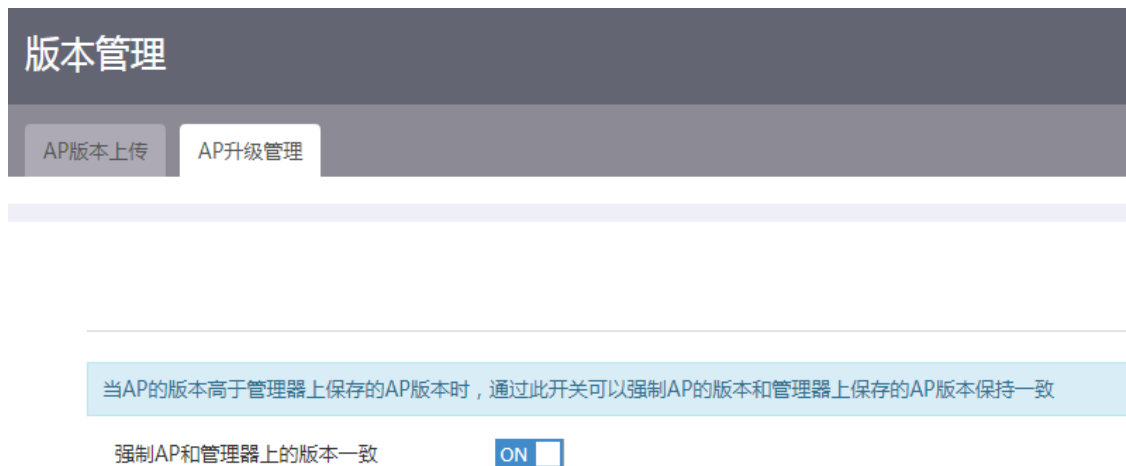 版本管理
AP版本上传 AP升级管理
当AP的版本高于管理器上保存的AP版本时，通过此开关可以强制AP的版本和管理器上保存的AP版本保持一致
强制AP和管理器上的版本一致 ON